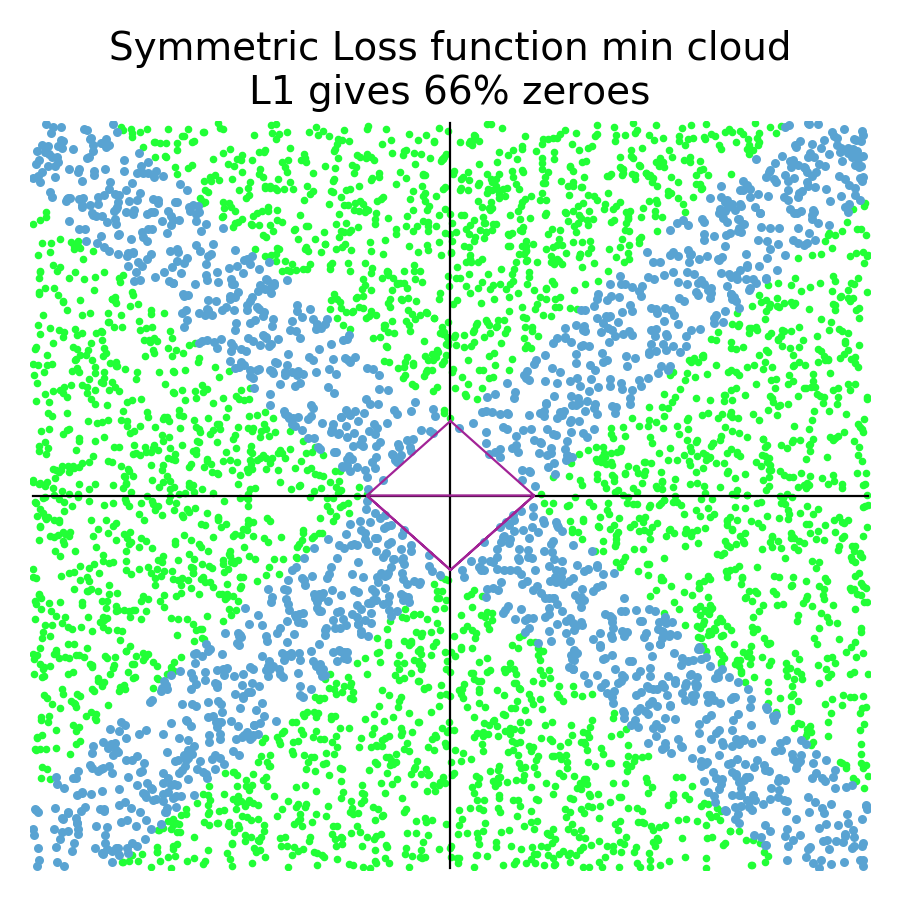 Symmetric Loss function min cloud
L1 gives 66% zeroes